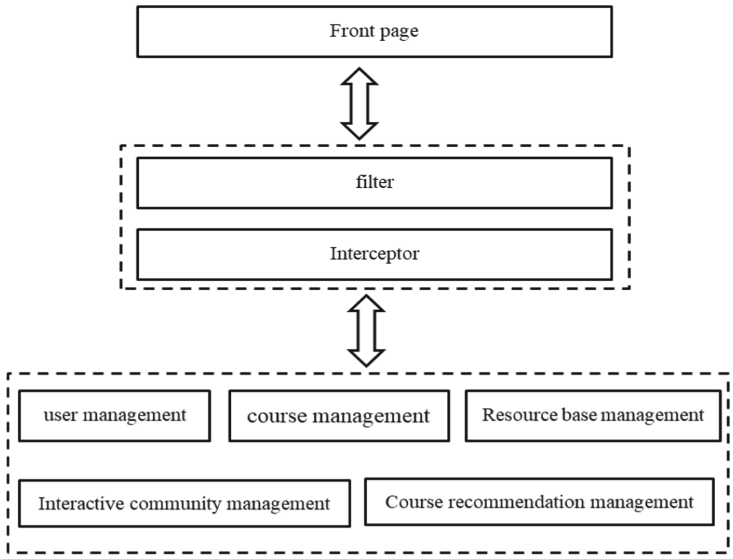 Front page
filter
Interceptor
user management
course management
Resource base management
Interactive community management
Course recommendation management